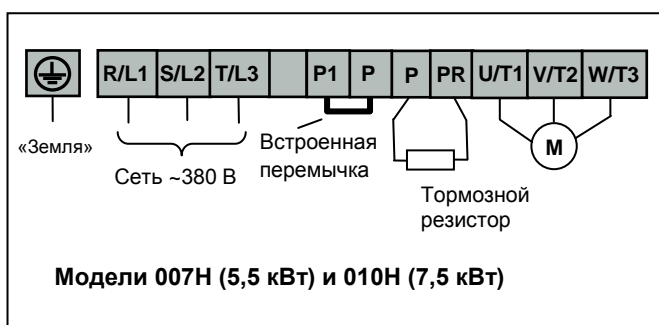 R/L1 S/L2 T/L3 P1 P P PR U/T1 V/T2 W/T3
«Земля»
Сеть ~380 В
Встроенная
перемычка
М
Тормозной
резистор
Модели 007H (5,5 кВт) и 010H (7,5 кВт)